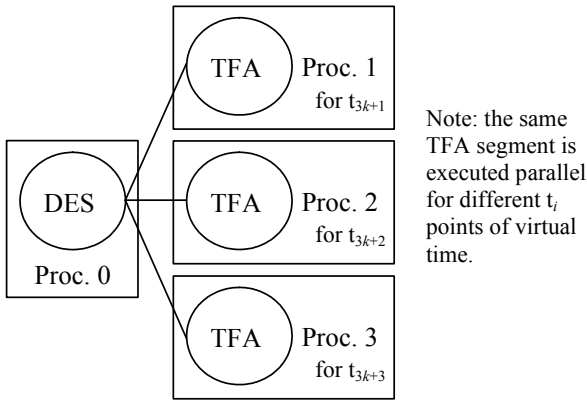 TFA
Proc. 1
for t3k+1
DES
Proc. 0
TFA
Proc. 2
for t3k+2
TFA
Proc. 3
for t3k+3
Note: the same
TFA segment is
executed parallel
for different ti
points of virtual
time.